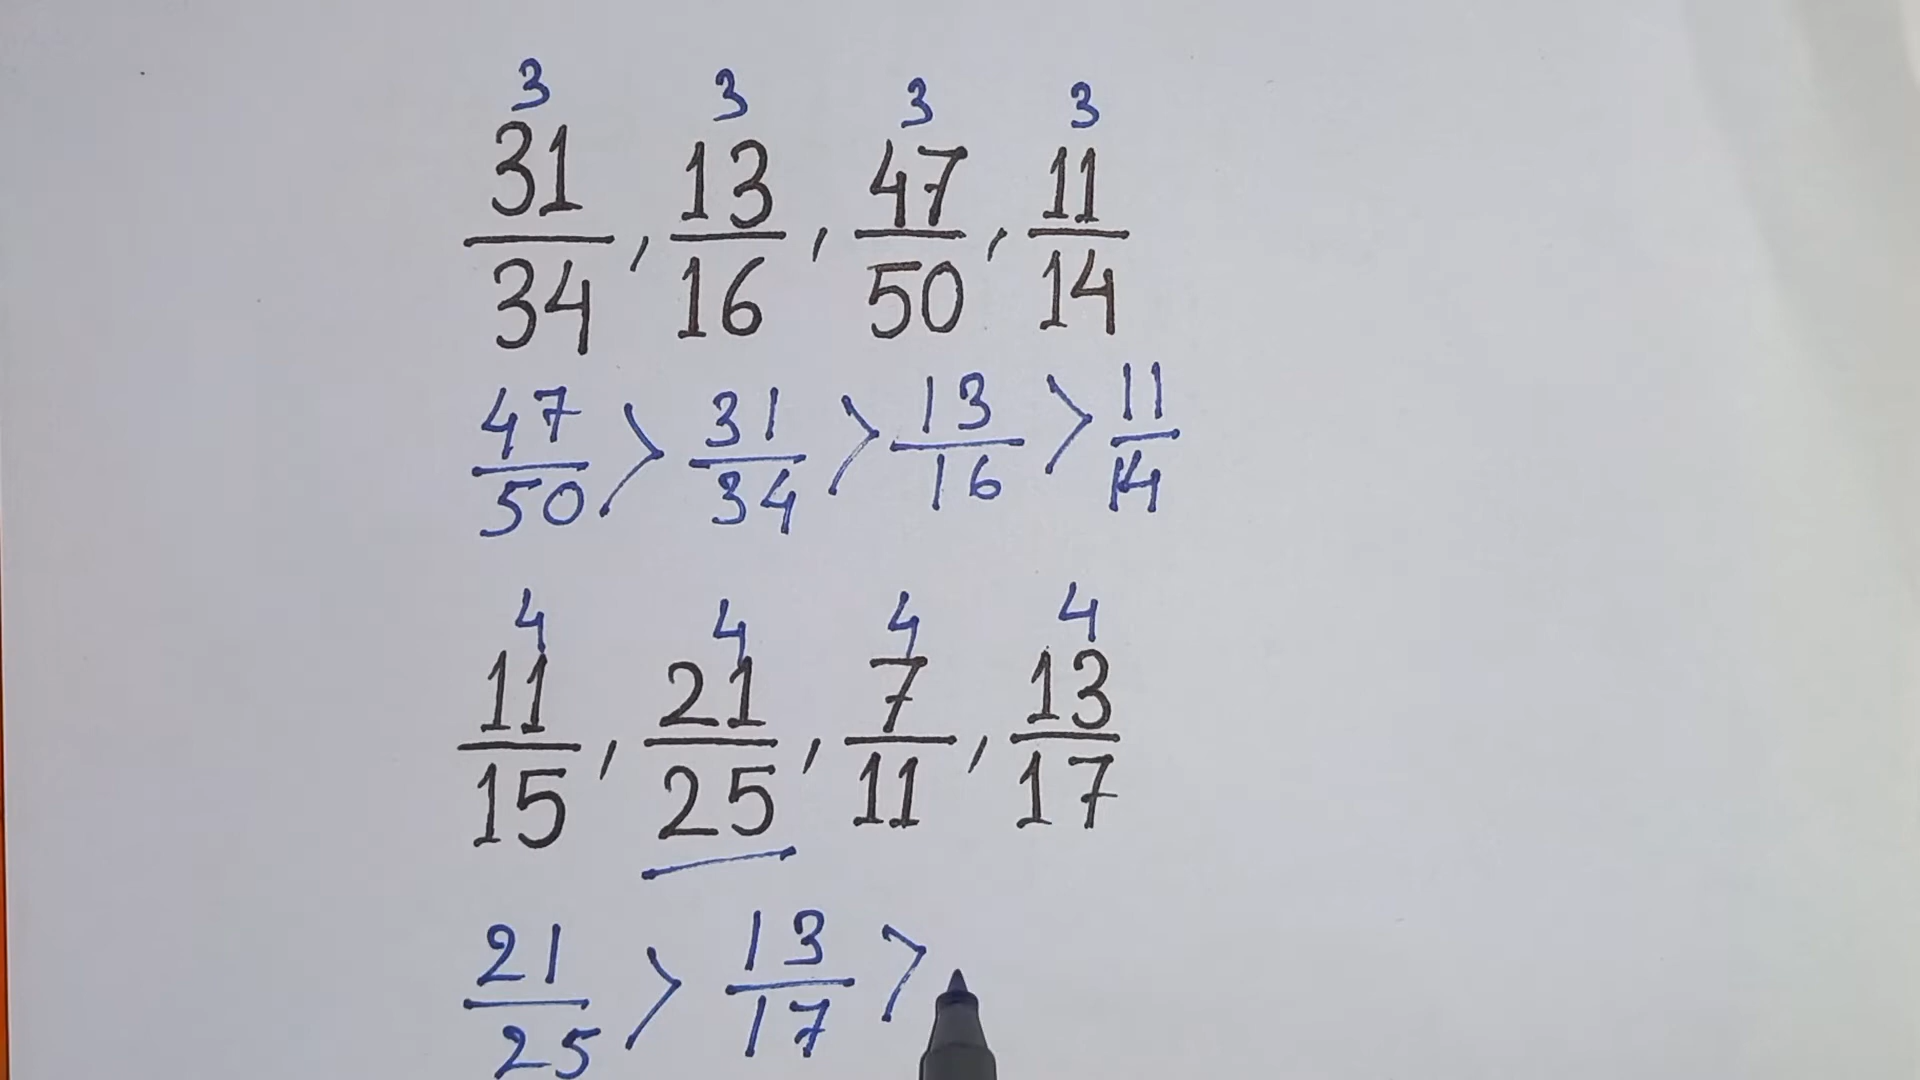 3 3 3 3
31/34 , 13/16 , 47/50 , 11/14
47/50 > 31/34 > 13/16 > 11/14
4 4 4 4
11/15 , 21/25 , 7/11 , 13/17
21/25 > 13/17 >